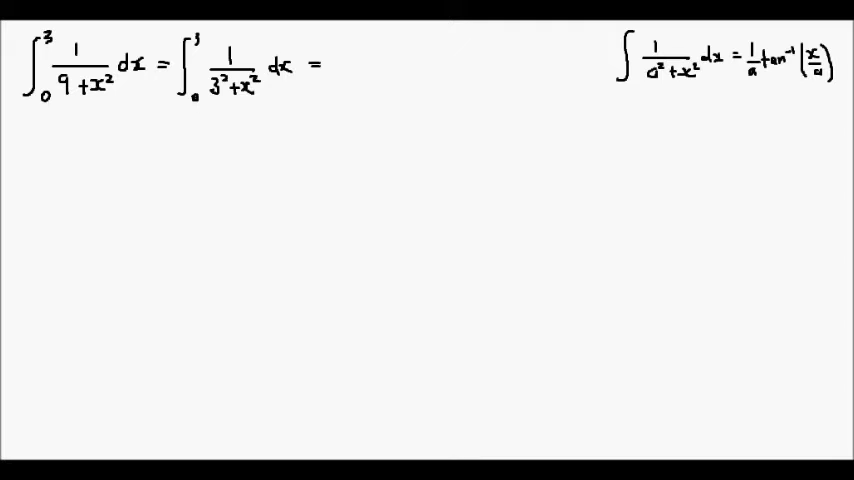 ∫₀³ 1/(9 + x²) dx = ∫₀³ 1/(3² + x²) dx =
∫ 1/(a² + x²) dx = 1/a tan⁻¹(x/a)